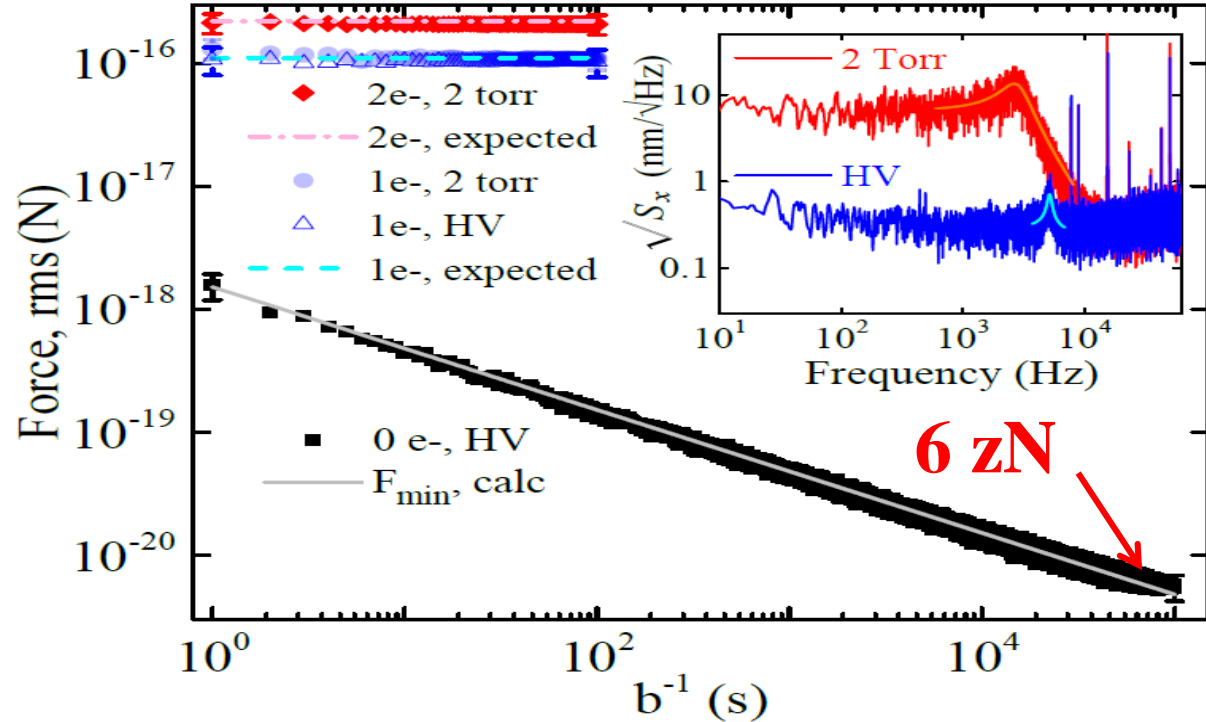 Force, rms (N)
10⁻¹⁶
10⁻¹⁷
10⁻¹⁸
10⁻¹⁹
10⁻²⁰
2e-, 2 torr
2e-, expected
1e-, 2 torr
1e-, HV
1e-, expected
0 e-, HV
F_min, calc
6 zN
10⁰
10²
10⁴
b⁻¹ (s)
√Sₓ (nm/√Hz)
10
1
0.1
2 Torr
HV
10¹
10²
10³
10⁴
Frequency (Hz)